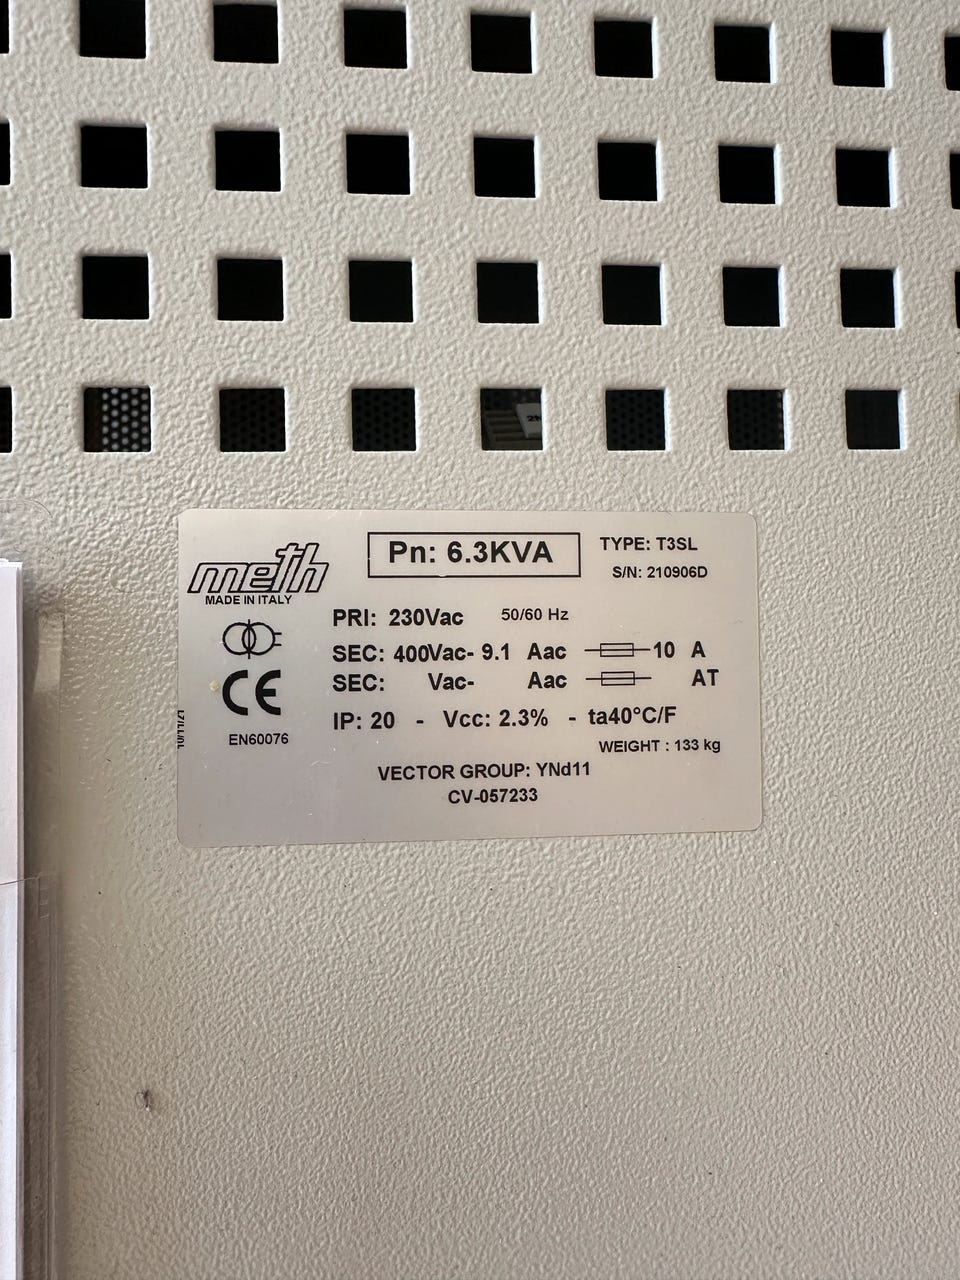 meth
MADE IN ITALY
Pn: 6.3KVA
TYPE: T3SL
S/N: 210906D
PRI: 230Vac 50/60 Hz
SEC: 400Vac- 9.1 Aac 10 A
SEC: Vac- Aac AT
IP: 20 - Vcc: 2.3% - ta40°C/F
CE
EN60076
WEIGHT : 133 kg
VECTOR GROUP: YNd11
CV-057233